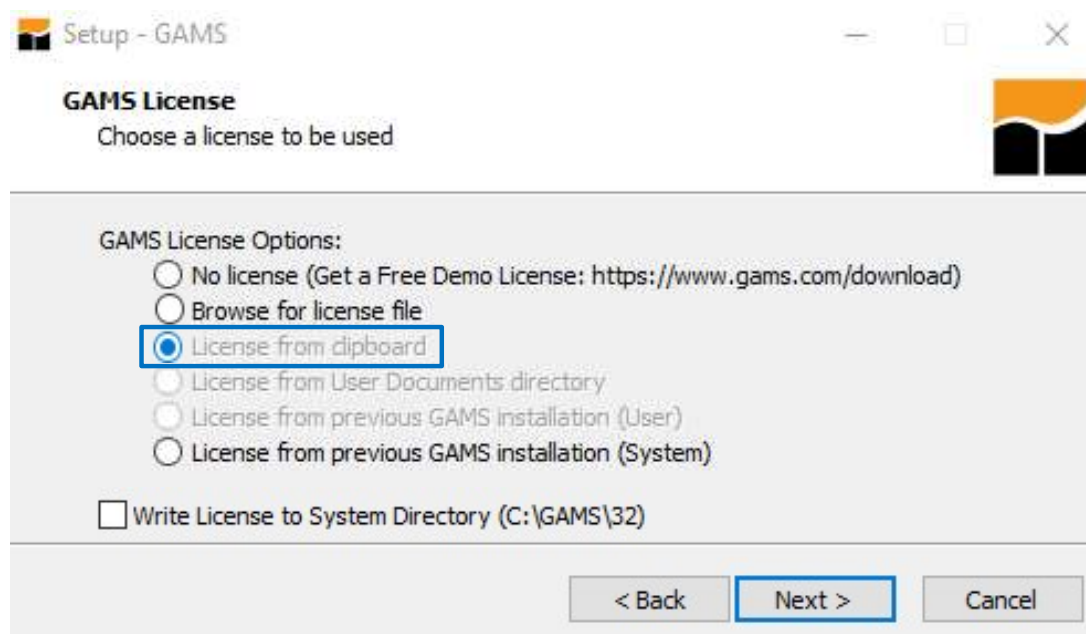 Setup - GAMS
GAMS License
Choose a license to be used
GAMS License Options:
No license (Get a Free Demo License: https://www.gams.com/download)
Browse for license file
License from clipboard
License from User Documents directory
License from previous GAMS installation (User)
License from previous GAMS installation (System)
Write License to System Directory (C:\GAMS\32)
< Back Next > Cancel